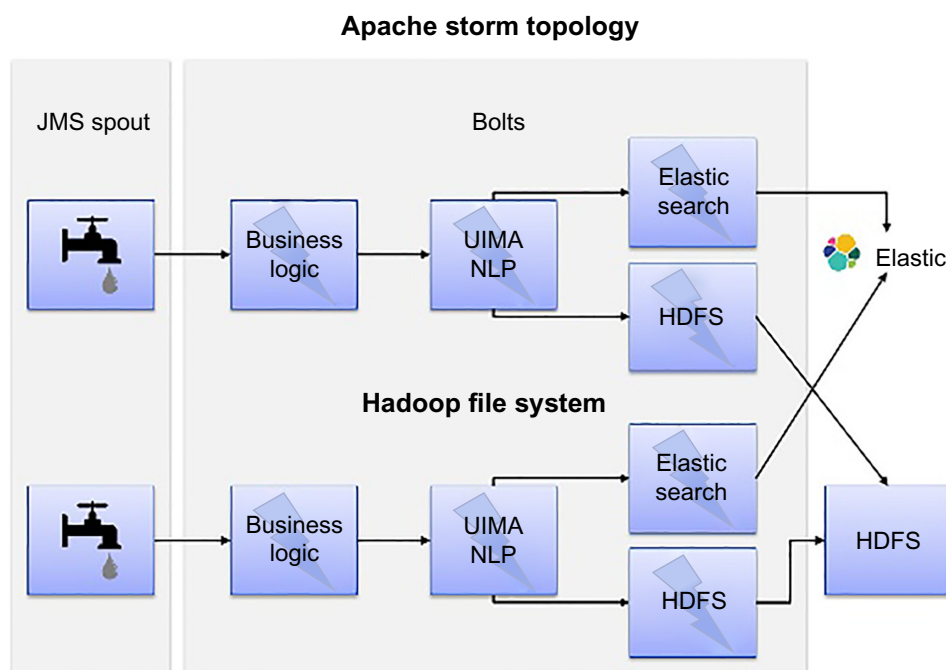 Apache storm topology
JMS spout
Bolts
Elastic
search
Business
logic
UIMA
NLP
Elastic
HDFS
Hadoop file system
Elastic
search
Business
logic
UIMA
NLP
HDFS
HDFS